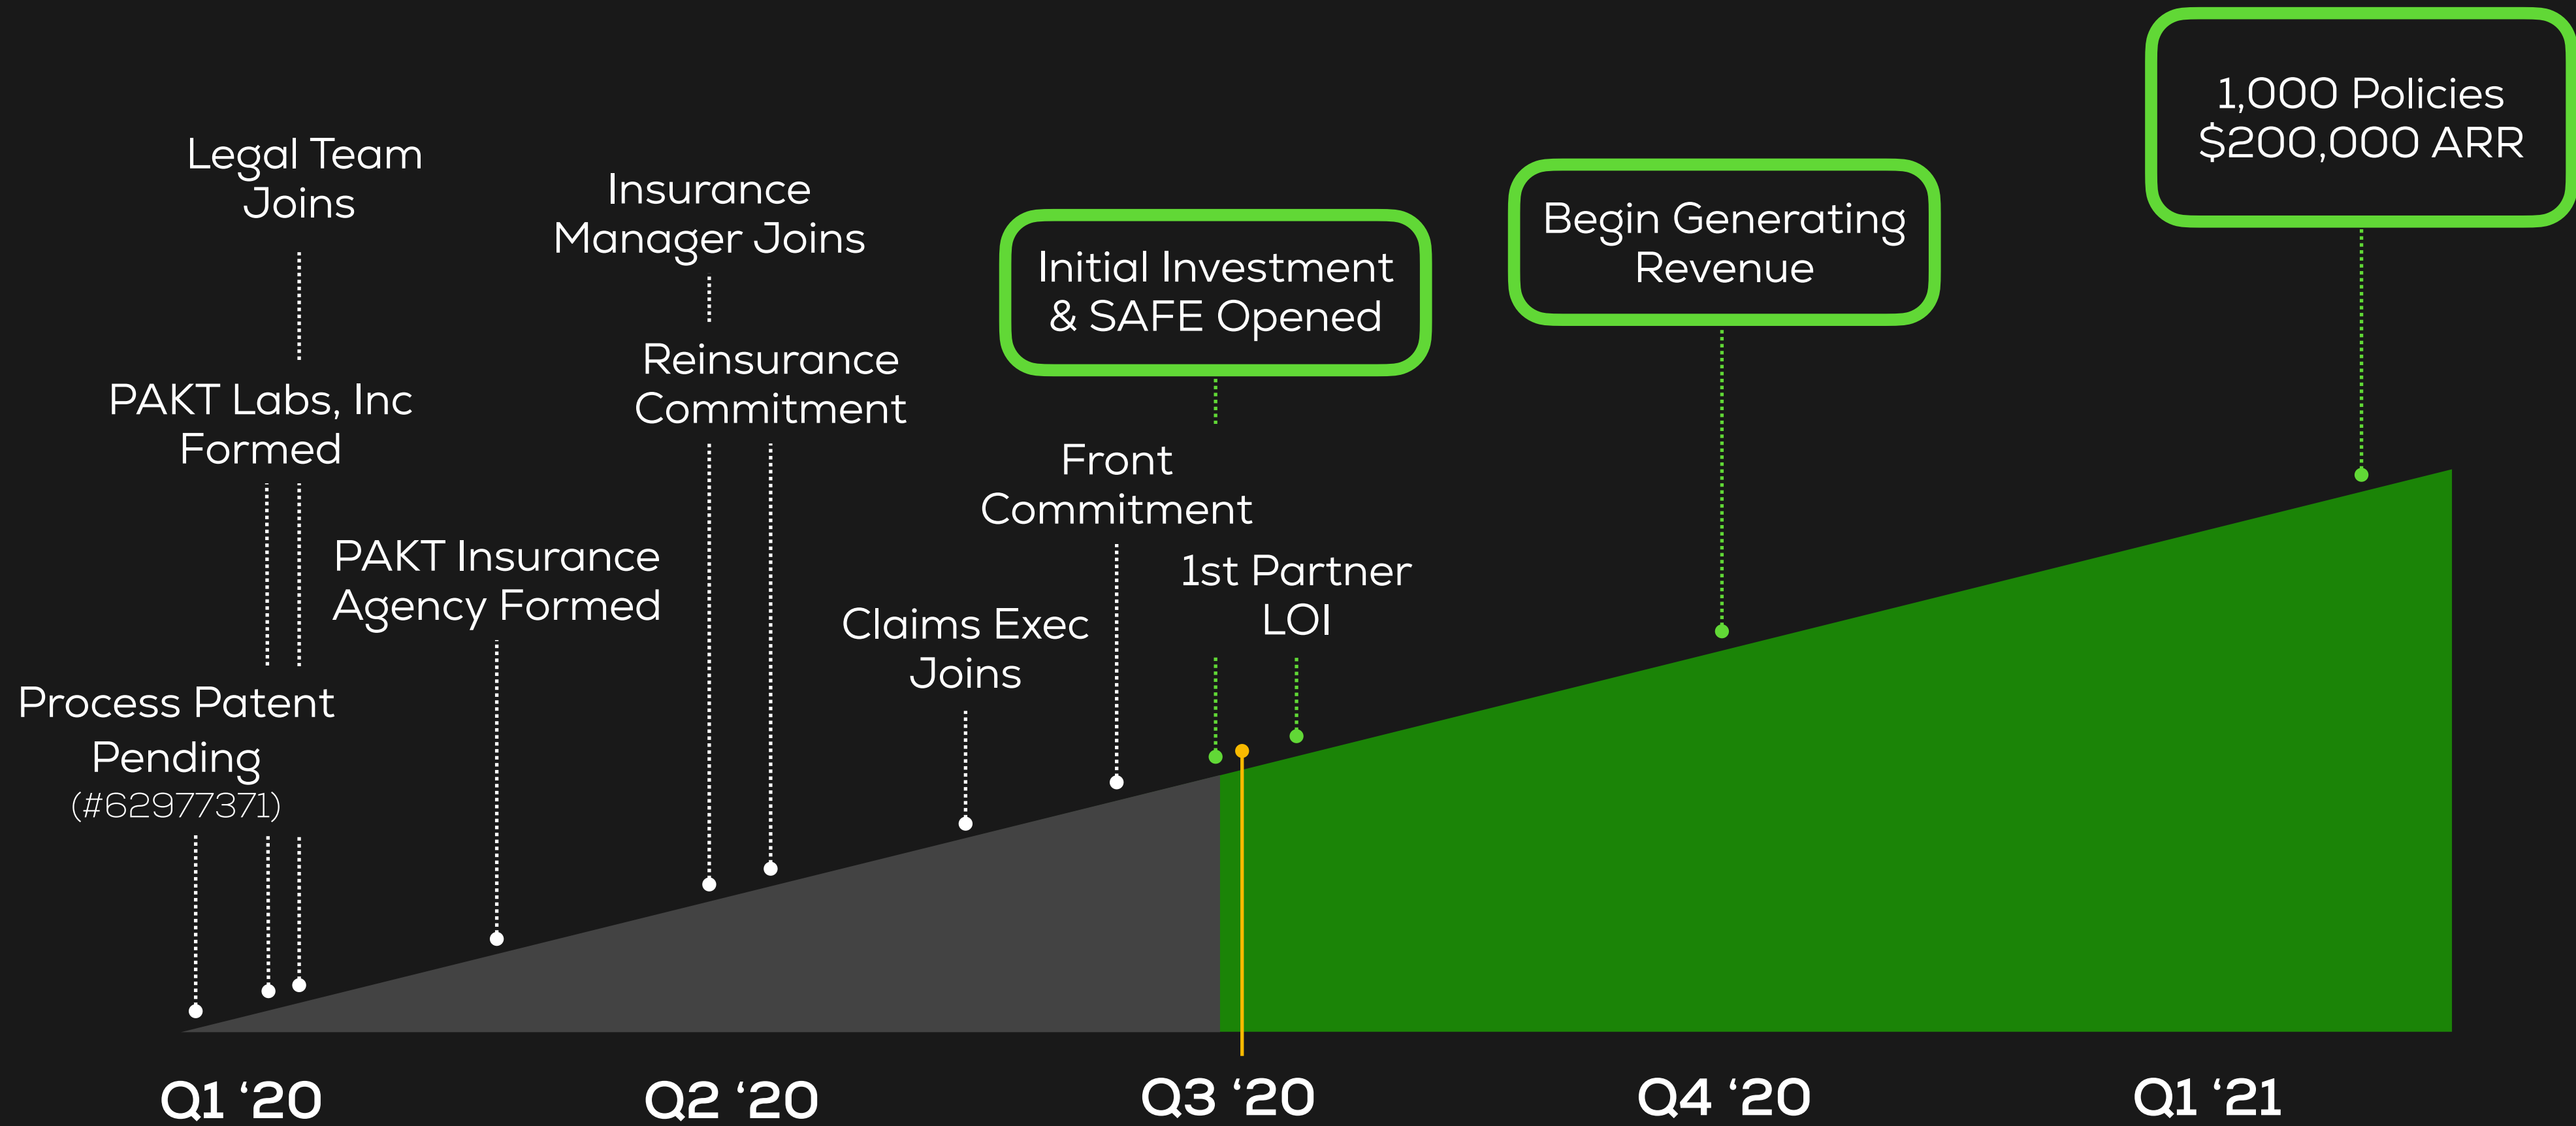 Legal Team
Joins
PAKT Labs, Inc
Formed
Process Patent
Pending
(#62977371)
PAKT Insurance
Agency Formed
Insurance
Manager Joins
Reinsurance
Commitment
Claims Exec
Joins
Front
Commitment
Initial Investment
& SAFE Opened
1st Partner
LOI
Begin Generating
Revenue
1,000 Policies
$200,000 ARR
Q1 ‘20
Q2 ‘20
Q3 ‘20
Q4 ‘20
Q1 ‘21